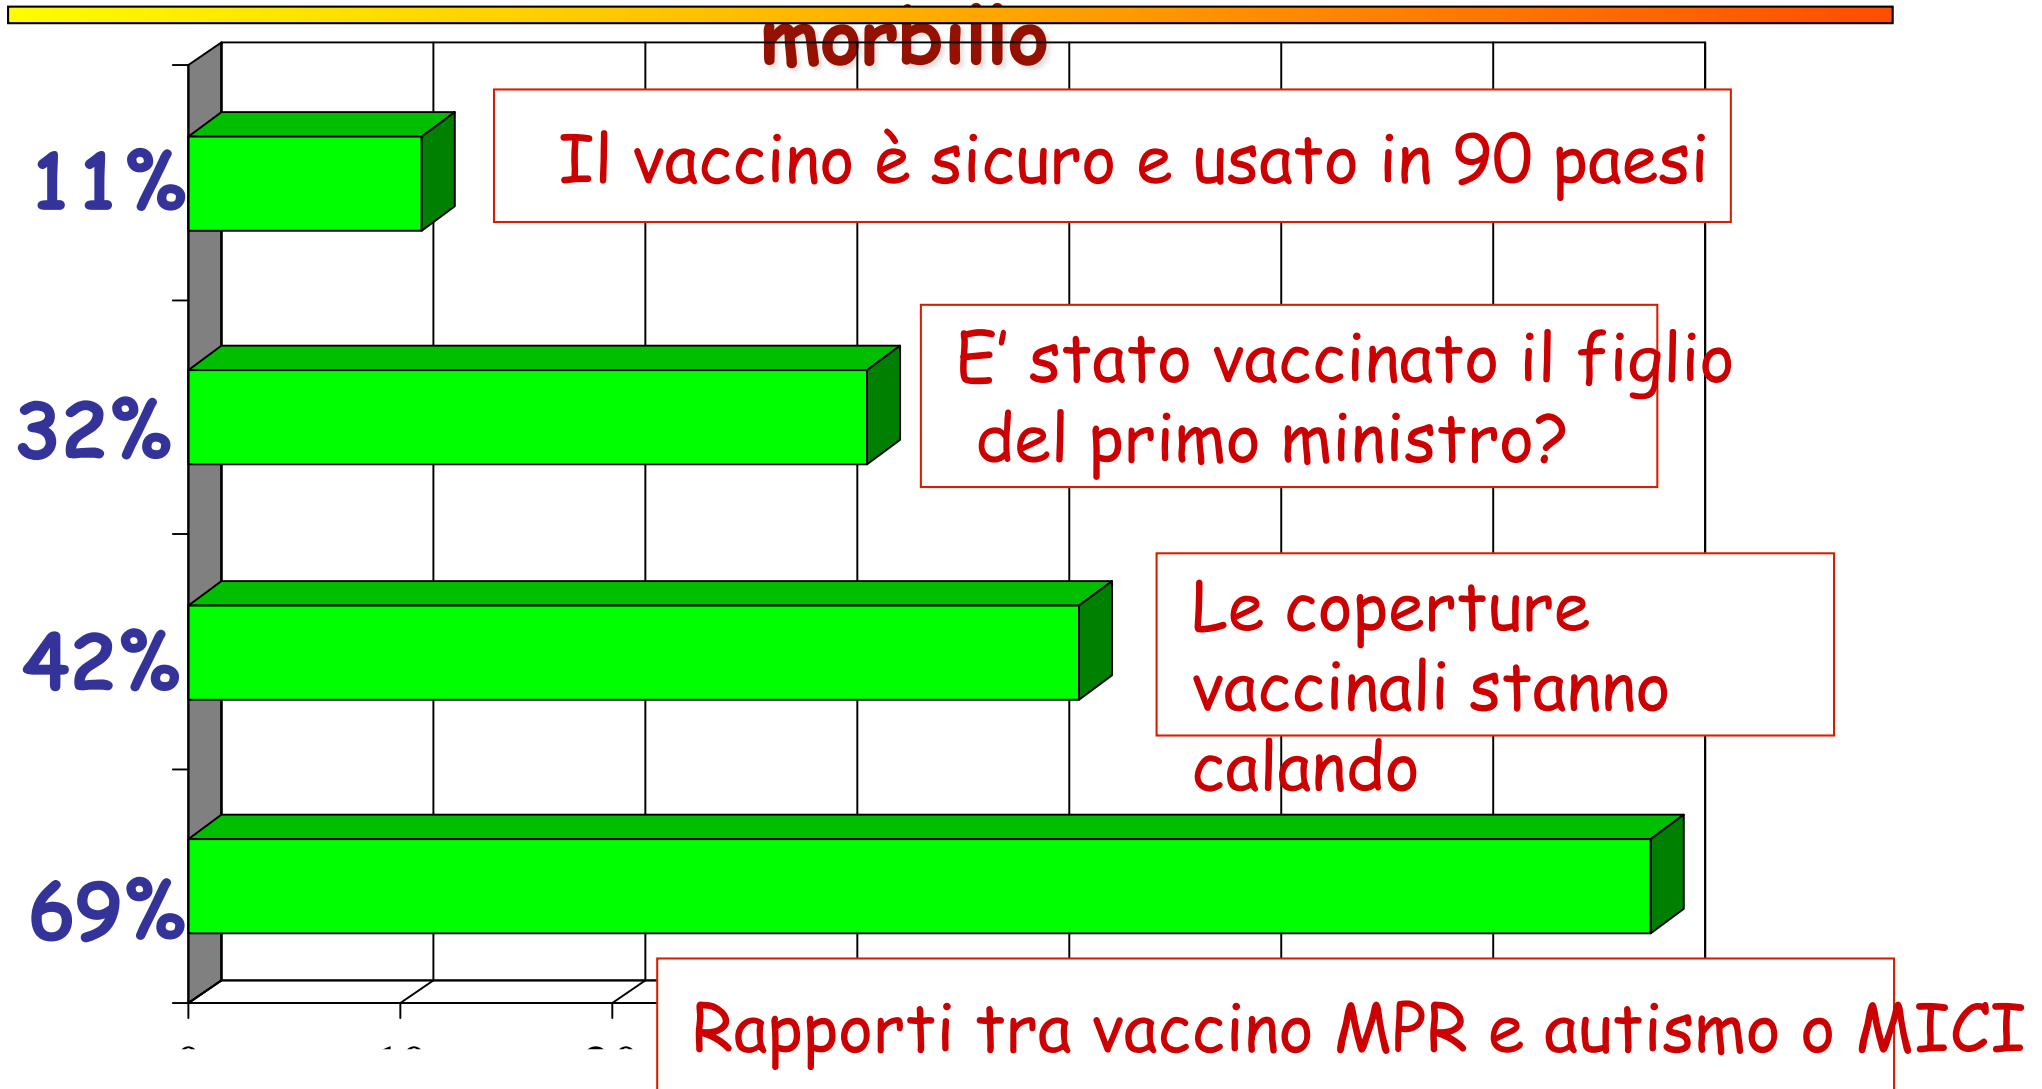 morbillo
11%
Il vaccino è sicuro e usato in 90 paesi
32%
E’ stato vaccinato il figlio
del primo ministro?
42%
Le coperture
vaccinali stanno
calando
69%
Rapporti tra vaccino MPR e autismo o MICI